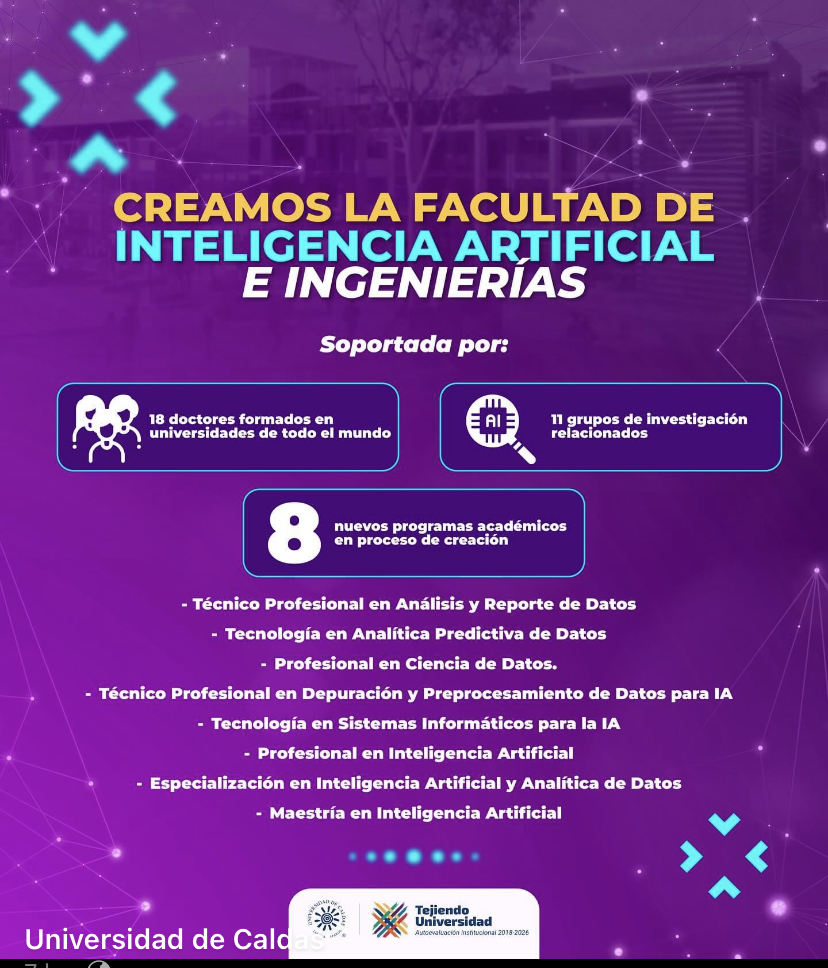 CREAMOS LA FACULTAD DE
INTELIGENCIA ARTIFICIAL
E INGENIERÍAS
Soportada por:
18 doctores formados en
universidades de todo el mundo
AI
11 grupos de investigación
relacionados
8
nuevos programas académicos
en proceso de creación
- Técnico Profesional en Análisis y Reporte de Datos
- Tecnología en Analítica Predictiva de Datos
- Profesional en Ciencia de Datos.
- Técnico Profesional en Depuración y Preprocesamiento de Datos para IA
- Tecnología en Sistemas Informáticos para la IA
- Profesional en Inteligencia Artificial
- Especialización en Inteligencia Artificial y Analítica de Datos
- Maestría en Inteligencia Artificial
UNIVERSIDAD DE CALDAS
Tejiendo
Universidad
Autoevaluación Institucional 2018-2026
Universidad de Caldas